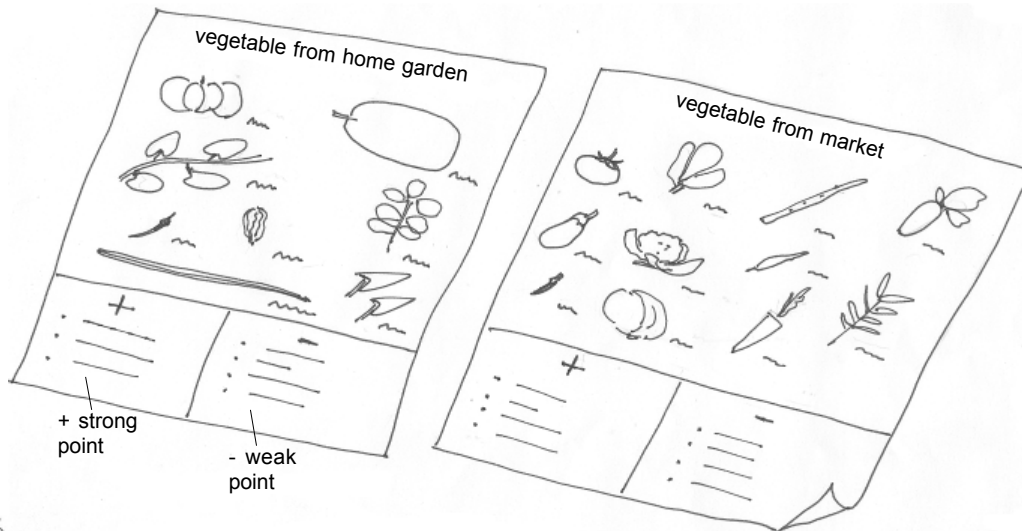 vegetable from home garden
vegetable from market
+
-
+
-
+ strong
point
- weak
point